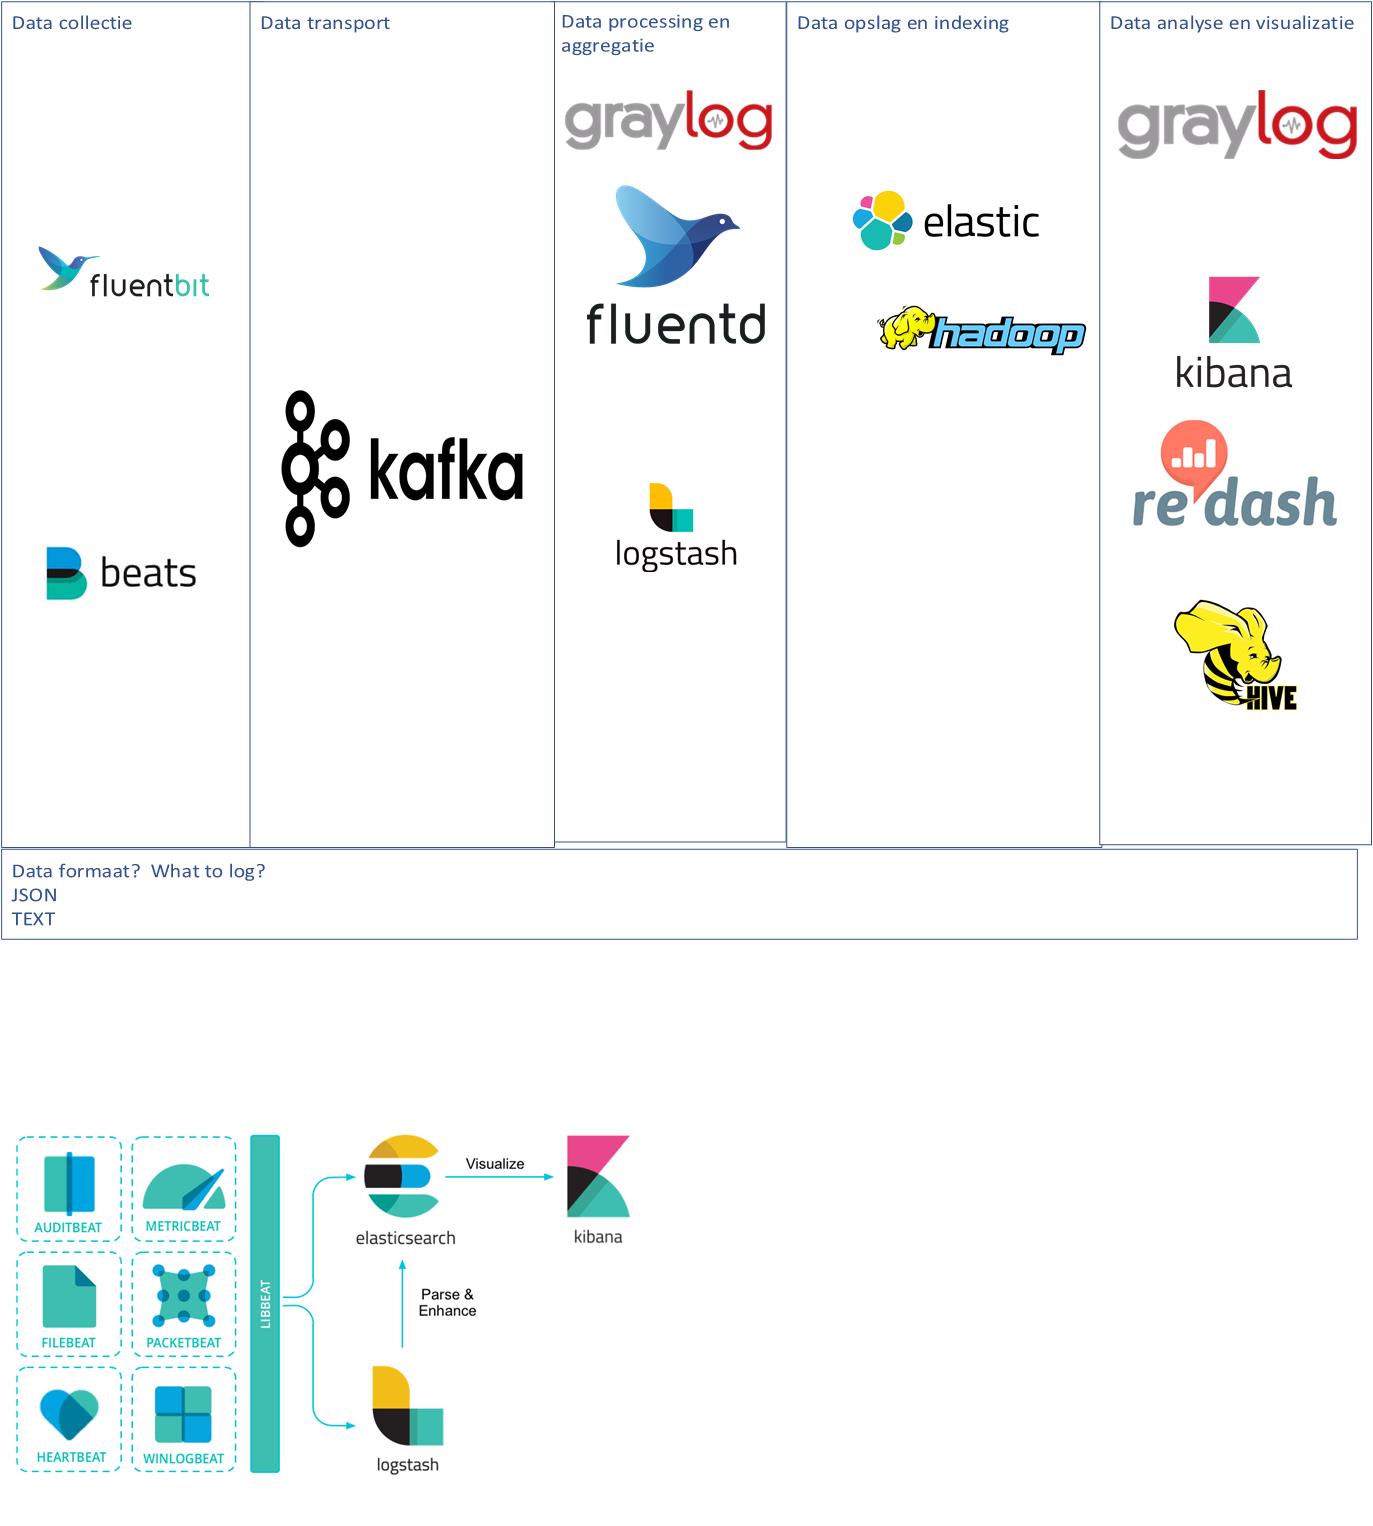 Data collectie
Data transport
Data processing en
aggregatie
Data opslag en indexing
Data analyse en visualizatie
fluentbit
beats
kafka
graylog
fluentd
logstash
elastic
hadoop
graylog
kibana
re dash
HIVE
Data formaat?  What to log?
JSON
TEXT
AUDITBEAT
METRICBEAT
FILEBEAT
PACKETBEAT
HEARTBEAT
WINLOGBEAT
LIBBEAT
elasticsearch
Visualize
kibana
Parse &
Enhance
logstash